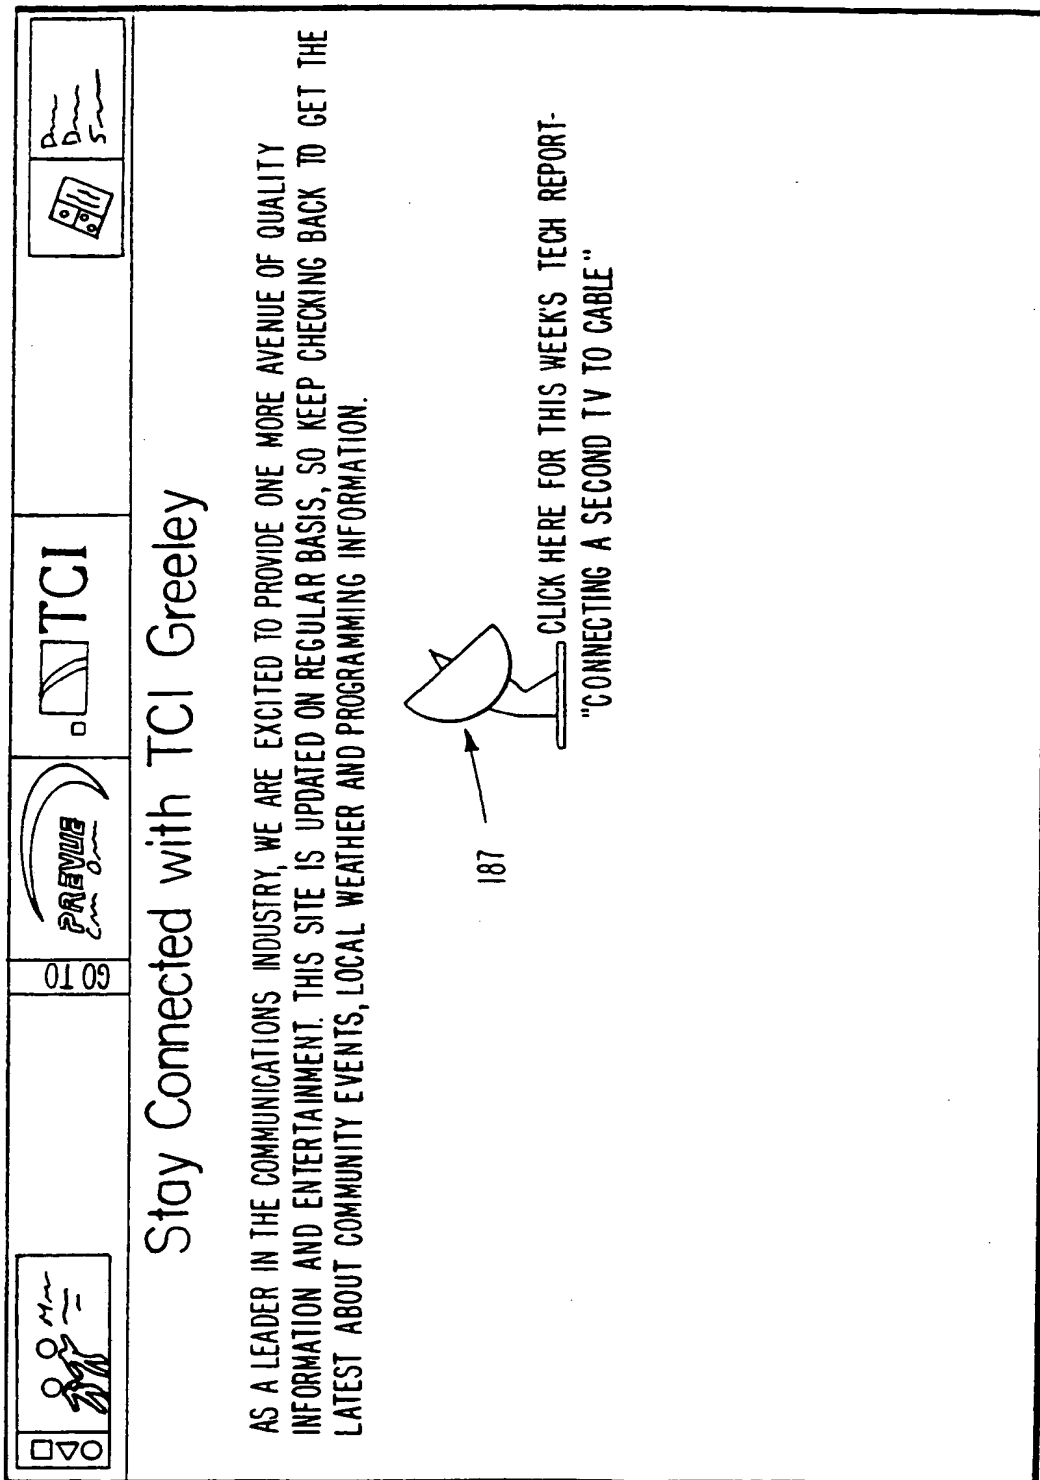 GO TO
PREVUE
TCI
Stay Connected with TCI Greeley
AS A LEADER IN THE COMMUNICATIONS INDUSTRY, WE ARE EXCITED TO PROVIDE ONE MORE AVENUE OF QUALITY
INFORMATION AND ENTERTAINMENT. THIS SITE IS UPDATED ON REGULAR BASIS, SO KEEP CHECKING BACK TO GET THE
LATEST ABOUT COMMUNITY EVENTS, LOCAL WEATHER AND PROGRAMMING INFORMATION.
187
CLICK HERE FOR THIS WEEK'S TECH REPORT-
"CONNECTING A SECOND TV TO CABLE"